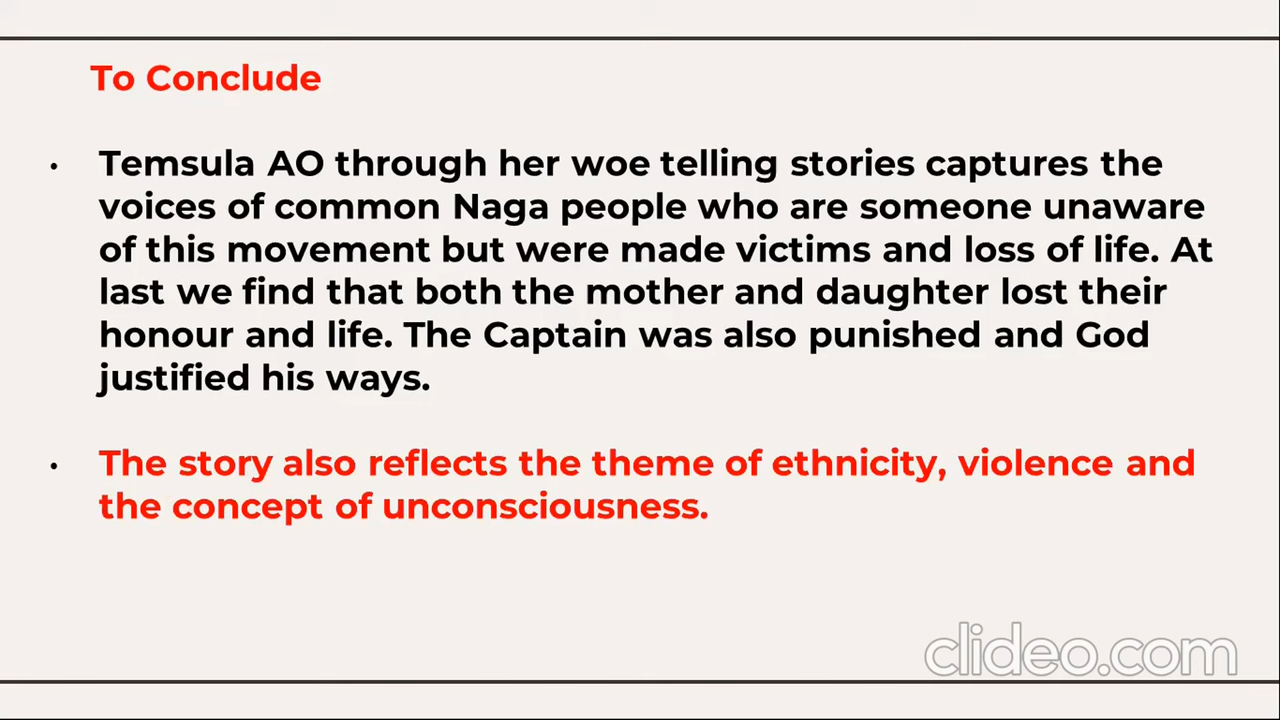 To Conclude
• Temsula AO through her woe telling stories captures the
voices of common Naga people who are someone unaware
of this movement but were made victims and loss of life. At
last we find that both the mother and daughter lost their
honour and life. The Captain was also punished and God
justified his ways.
• The story also reflects the theme of ethnicity, violence and
the concept of unconsciousness.
clideo.com